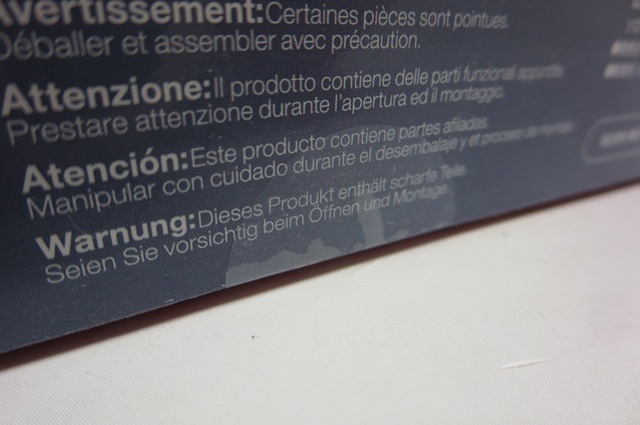 Avertissement:Certaines pièces sont pointues.
Déballer et assembler avec précaution.
Attenzione:Il prodotto contiene delle parti funzionali appuntite.
Prestare attenzione durante l'apertura ed il montaggio.
Atención:Este producto contiene partes afiladas.
Manipular con cuidado durante el desembalaje y el proceso de montaje.
Warnung:Dieses Produkt enthält scharfe Teile.
Seien Sie vorsichtig beim Öffnen und Montage.